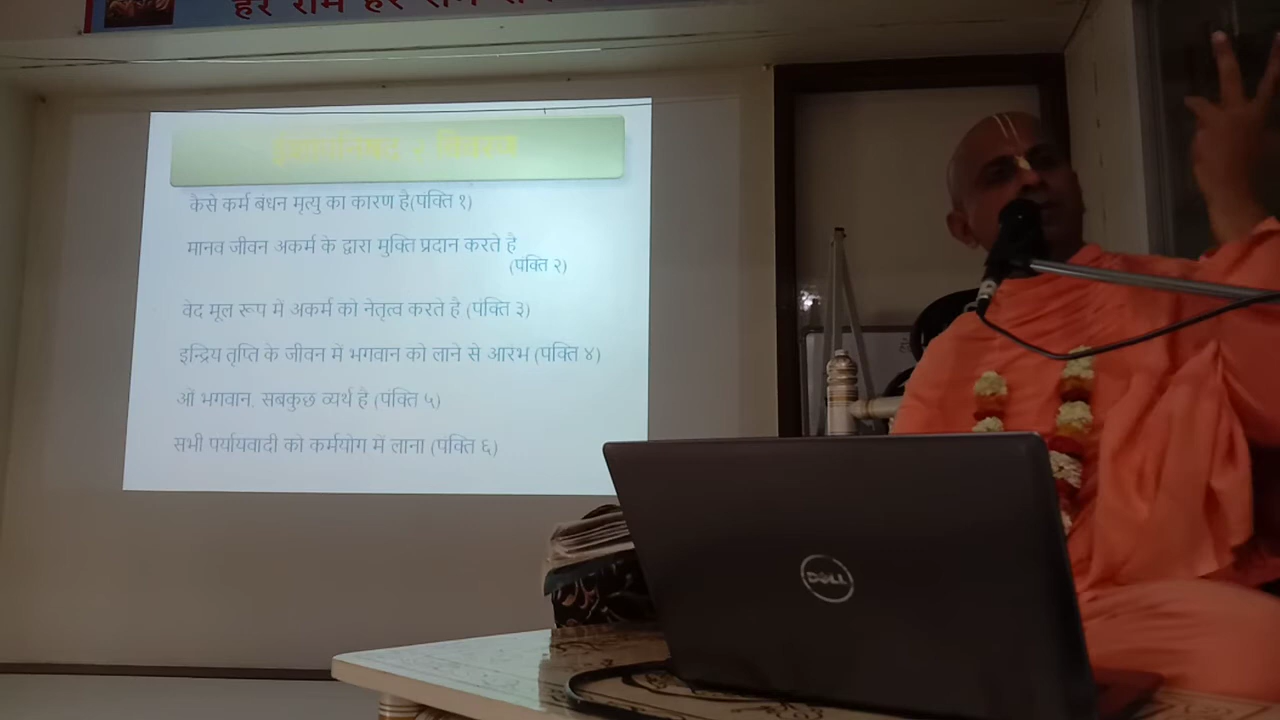 हरे राम हरे राम
कैसे कर्म बंधन मृत्यु का कारण है(पंक्ति १)
मानव जीवन अकर्म के द्वारा मुक्ति प्रदान करते है
(पंक्ति २)
वेद मूल रूप में अकर्म को नेतृत्व करते है (पंक्ति ३)
इन्द्रिय तृप्ति के जीवन में भगवान को लाने से आरंभ (पंक्ति ४)
ओं भगवान. सबकुछ व्यर्थ है (पंक्ति ५)
सभी पर्यायवादी को कर्मयोग में लाना (पंक्ति ६)
DELL